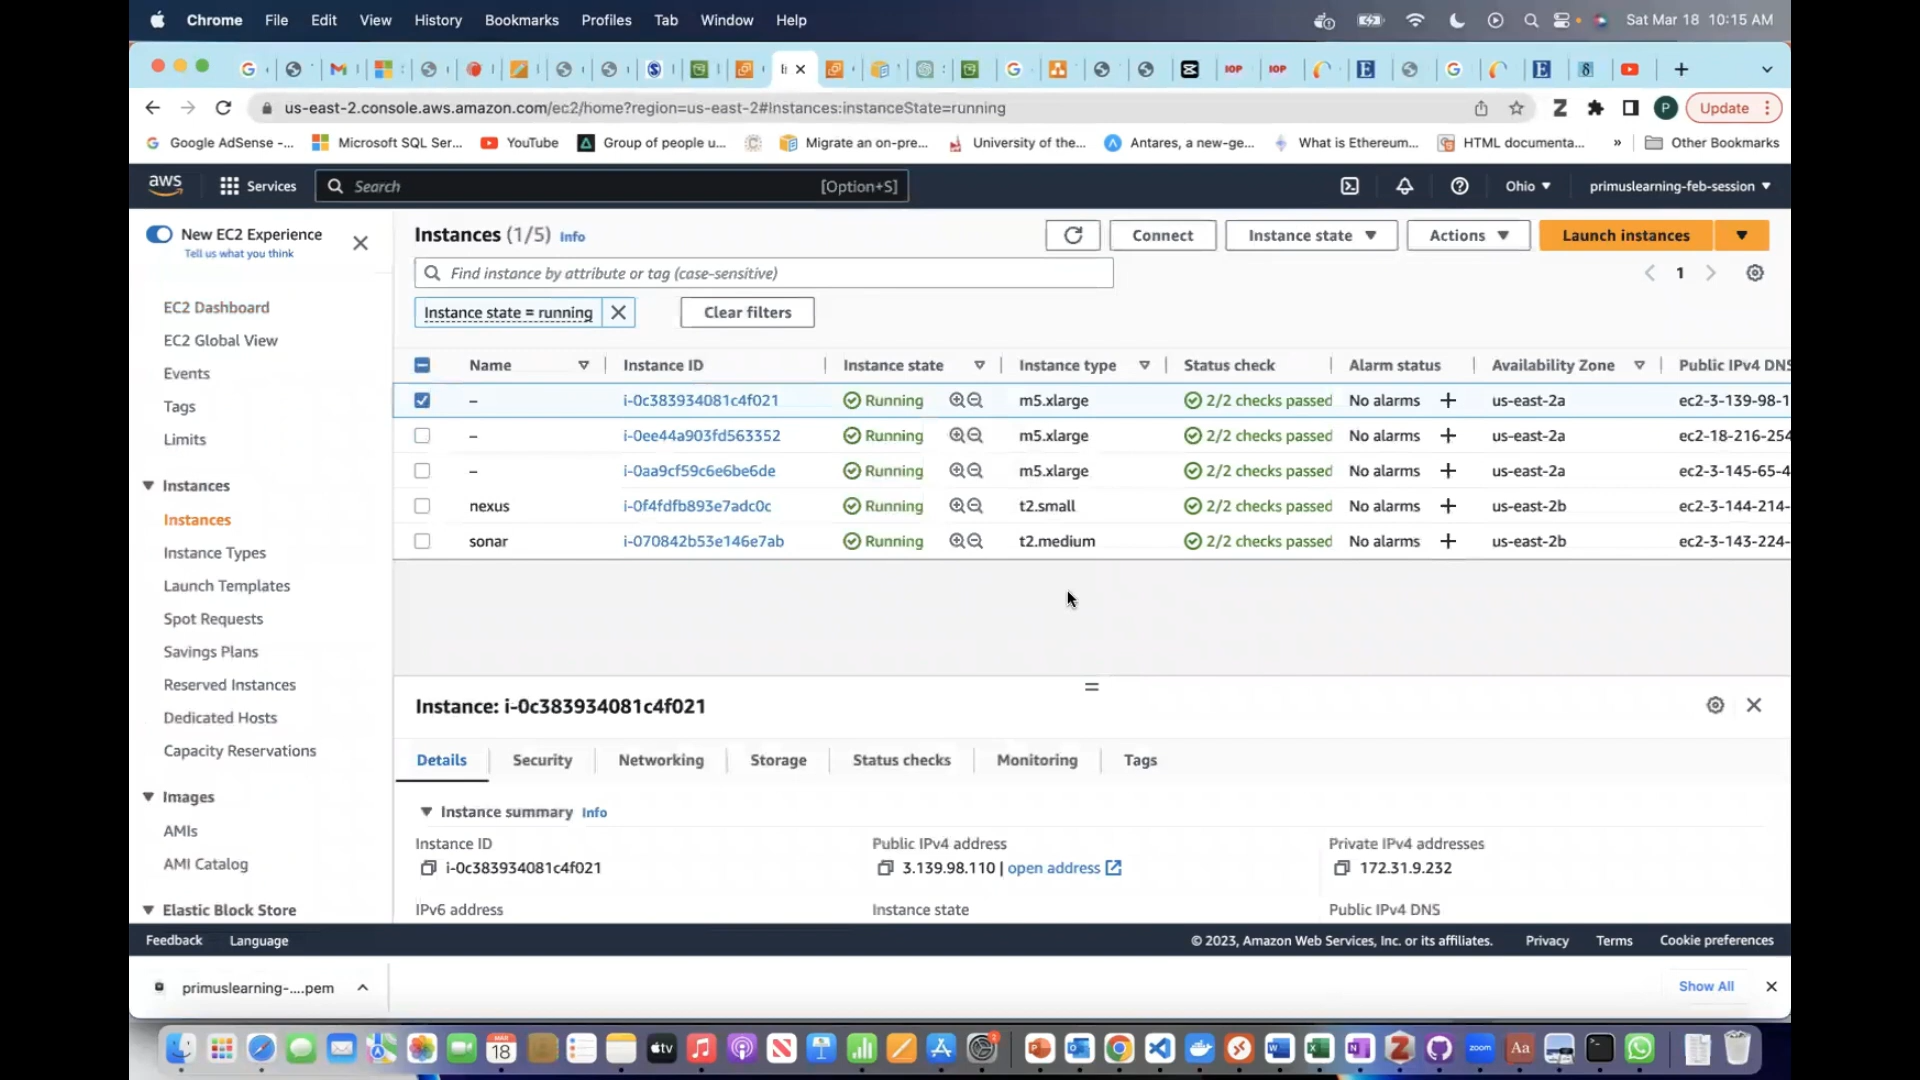 Chrome File Edit View History Bookmarks Profiles Tab Window Help Sat Mar 18 10:15 AM
us-east-2.console.aws.amazon.com/ec2/home?region=us-east-2#Instances:instanceState=running Update
Google AdSense -... Microsoft SQL Ser... YouTube Group of people u... Migrate an on-pre... University of the... Antares, a new-ge... What is Ethereum... HTML documenta... » Other Bookmarks
aws Services Search [Option+S] Ohio primuslearning-feb-session
New EC2 Experience
Tell us what you think
EC2 Dashboard
EC2 Global View
Events
Tags
Limits
Instances
Instances
Instance Types
Launch Templates
Spot Requests
Savings Plans
Reserved Instances
Dedicated Hosts
Capacity Reservations
Images
AMIs
AMI Catalog
Elastic Block Store
Instances (1/5) Info Connect Instance state Actions Launch instances
Find instance by attribute or tag (case-sensitive) 1
Instance state = running Clear filters
Name Instance ID Instance state Instance type Status check Alarm status Availability Zone Public IPv4 DNS
– i-0c383934081c4f021 Running m5.xlarge 2/2 checks passed No alarms + us-east-2a ec2-3-139-98-1
– i-0ee44a903fd563352 Running m5.xlarge 2/2 checks passed No alarms + us-east-2a ec2-18-216-254
– i-0aa9cf59c6e6be6de Running m5.xlarge 2/2 checks passed No alarms + us-east-2a ec2-3-145-65-4
nexus i-0f4fdfb893e7adc0c Running t2.small 2/2 checks passed No alarms + us-east-2b ec2-3-144-214-
sonar i-070842b53e146e7ab Running t2.medium 2/2 checks passed No alarms + us-east-2b ec2-3-143-224-
Instance: i-0c383934081c4f021
Details Security Networking Storage Status checks Monitoring Tags
Instance summary Info
Instance ID Public IPv4 address Private IPv4 addresses
i-0c383934081c4f021 3.139.98.110 | open address 172.31.9.232
IPv6 address Instance state Public IPv4 DNS
Feedback Language © 2023, Amazon Web Services, Inc. or its affiliates. Privacy Terms Cookie preferences
primuslearning-....pem Show All
MAR 18 tv zoom Aa